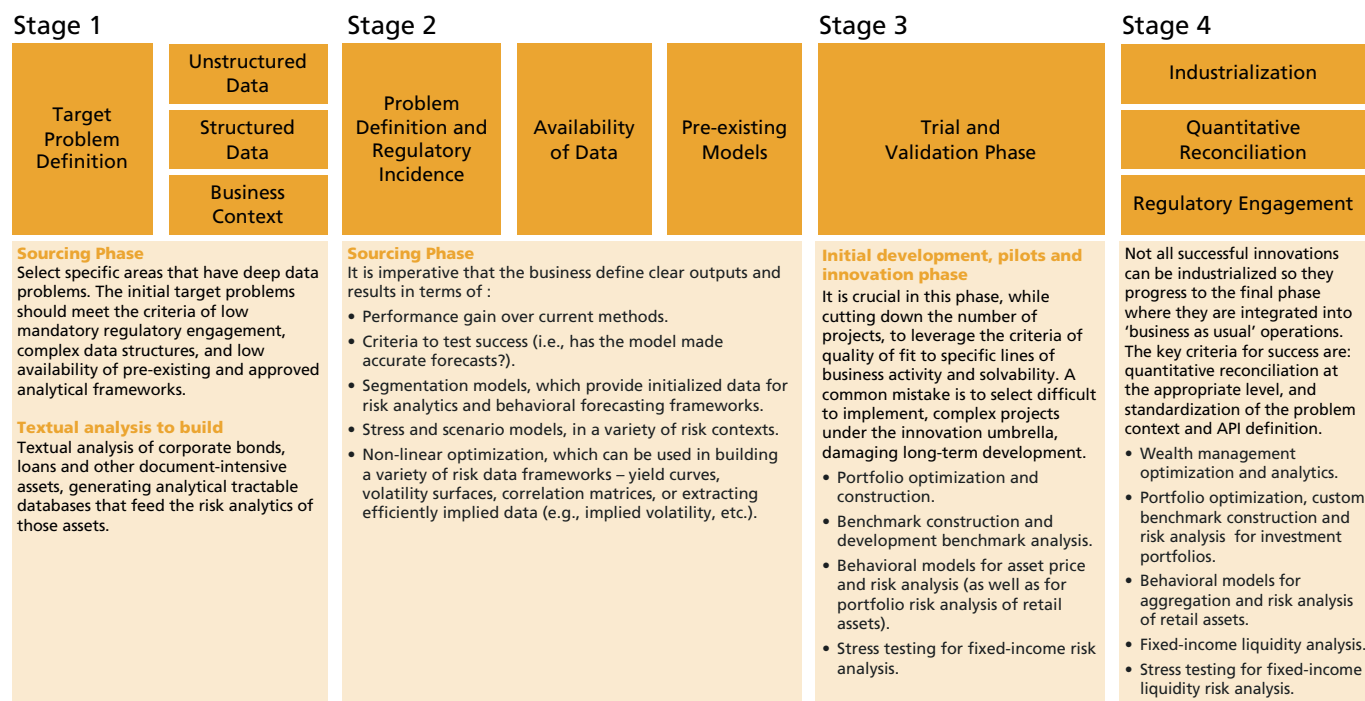 Stage 1
Target
Problem
Definition
Unstructured
Data
Structured
Data
Business
Context
Sourcing Phase
Select specific areas that have deep data
problems. The initial target problems
should meet the criteria of low
mandatory regulatory engagement,
complex data structures, and low
availability of pre-existing and approved
analytical frameworks.
Textual analysis to build
Textual analysis of corporate bonds,
loans and other document-intensive
assets, generating analytical tractable
databases that feed the risk analytics of
those assets.
Stage 2
Problem
Definition and
Regulatory
Incidence
Availability
of Data
Pre-existing
Models
Sourcing Phase
It is imperative that the business define clear outputs and
results in terms of :
• Performance gain over current methods.
• Criteria to test success (i.e., has the model made
accurate forecasts?).
• Segmentation models, which provide initialized data for
risk analytics and behavioral forecasting frameworks.
• Stress and scenario models, in a variety of risk contexts.
• Non-linear optimization, which can be used in building
a variety of risk data frameworks – yield curves,
volatility surfaces, correlation matrices, or extracting
efficiently implied data (e.g., implied volatility, etc.).
Stage 3
Trial and
Validation Phase
Initial development, pilots and
innovation phase
It is crucial in this phase, while
cutting down the number of
projects, to leverage the criteria of
quality of fit to specific lines of
business activity and solvability. A
common mistake is to select difficult
to implement, complex projects
under the innovation umbrella,
damaging long-term development.
• Portfolio optimization and
construction.
• Benchmark construction and
development benchmark analysis.
• Behavioral models for asset price
and risk analysis (as well as for
portfolio risk analysis of retail
assets).
• Stress testing for fixed-income risk
analysis.
Stage 4
Industrialization
Quantitative
Reconciliation
Regulatory Engagement
Not all successful innovations
can be industrialized so they
progress to the final phase
where they are integrated into
‘business as usual’ operations.
The key criteria for success are:
quantitative reconciliation at
the appropriate level, and
standardization of the problem
context and API definition.
• Wealth management
optimization and analytics.
• Portfolio optimization, custom
benchmark construction and
risk analysis for investment
portfolios.
• Behavioral models for
aggregation and risk analysis
of retail assets.
• Fixed-income liquidity analysis.
• Stress testing for fixed-income
liquidity risk analysis.